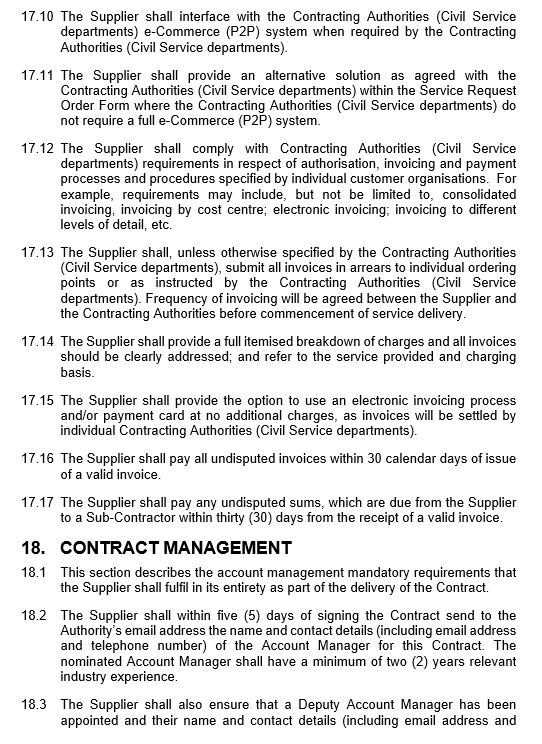 17.10 The Supplier shall interface with the Contracting Authorities (Civil Service
departments) e-Commerce (P2P) system when required by the Contracting
Authorities (Civil Service departments).
17.11 The Supplier shall provide an alternative solution as agreed with the
Contracting Authorities (Civil Service departments) within the Service Request
Order Form where the Contracting Authorities (Civil Service departments) do
not require a full e-Commerce (P2P) system.
17.12 The Supplier shall comply with Contracting Authorities (Civil Service
departments) requirements in respect of authorisation, invoicing and payment
processes and procedures specified by individual customer organisations. For
example, requirements may include, but not be limited to, consolidated
invoicing, invoicing by cost centre; electronic invoicing; invoicing to different
levels of detail, etc.
17.13 The Supplier shall, unless otherwise specified by the Contracting Authorities
(Civil Service departments), submit all invoices in arrears to individual ordering
points or as instructed by the Contracting Authorities (Civil Service
departments). Frequency of invoicing will be agreed between the Supplier and
the Contracting Authorities before commencement of service delivery.
17.14 The Supplier shall provide a full itemised breakdown of charges and all invoices
should be clearly addressed; and refer to the service provided and charging
basis.
17.15 The Supplier shall provide the option to use an electronic invoicing process
and/or payment card at no additional charges, as invoices will be settled by
individual Contracting Authorities (Civil Service departments).
17.16 The Supplier shall pay all undisputed invoices within 30 calendar days of issue
of a valid invoice.
17.17 The Supplier shall pay any undisputed sums, which are due from the Supplier
to a Sub-Contractor within thirty (30) days from the receipt of a valid invoice.
18. CONTRACT MANAGEMENT
18.1 This section describes the account management mandatory requirements that
the Supplier shall fulfil in its entirety as part of the delivery of the Contract.
18.2 The Supplier shall within five (5) days of signing the Contract send to the
Authority's email address the name and contact details (including email address
and telephone number) of the Account Manager for this Contract. The
nominated Account Manager shall have a minimum of two (2) years relevant
industry experience.
18.3 The Supplier shall also ensure that a Deputy Account Manager has been
appointed and their name and contact details (including email address and